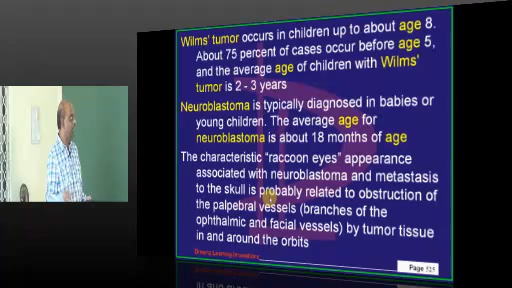 Wilms' tumor occurs in children up to about age 8.
About 75 percent of cases occur before age 5,
and the average age of children with Wilms'
tumor is 2 - 3 years
Neuroblastoma is typically diagnosed in babies or
young children. The average age for
neuroblastoma is about 18 months of age
The characteristic "raccoon eyes" appearance
associated with neuroblastoma and metastasis
to the skull is probably related to obstruction of
the palpebral vessels (branches of the
ophthalmic and facial vessels) by tumor tissue
in and around the orbits
Page 525